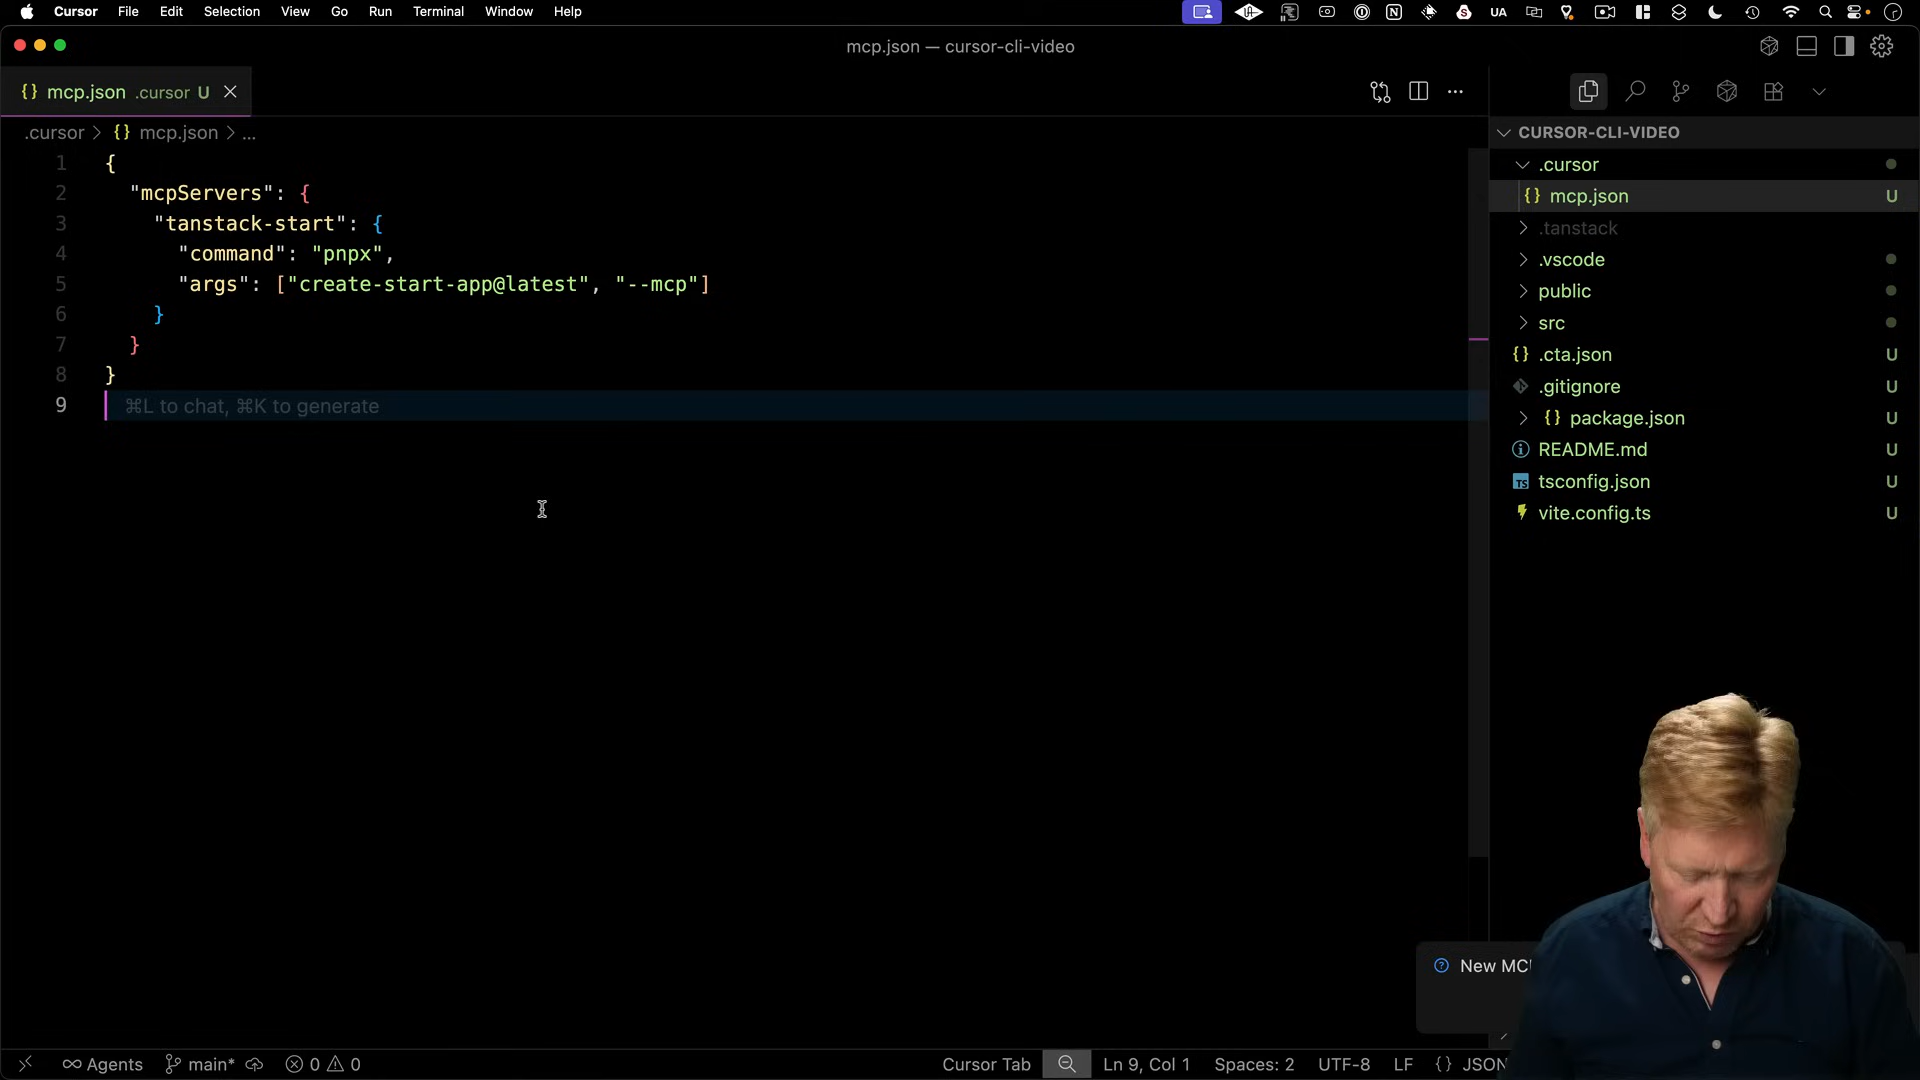 Cursor File Edit Selection View Go Run Terminal Window Help UA
mcp.json — cursor-cli-video
mcp.json .cursor U
.cursor > mcp.json > ...
1 {
2 "mcpServers": {
3 "tanstack-start": {
4 "command": "pnpx",
5 "args": ["create-start-app@latest", "--mcp"]
6 }
7 }
8 }
9 ⌘L to chat, ⌘K to generate
CURSOR-CLI-VIDEO
.cursor
mcp.json U
.tanstack
.vscode
public
src
.cta.json U
.gitignore U
package.json U
README.md U
tsconfig.json U
vite.config.ts U
New MC
Agents main* 0 0 Cursor Tab Ln 9, Col 1 Spaces: 2 UTF-8 LF {} JSON